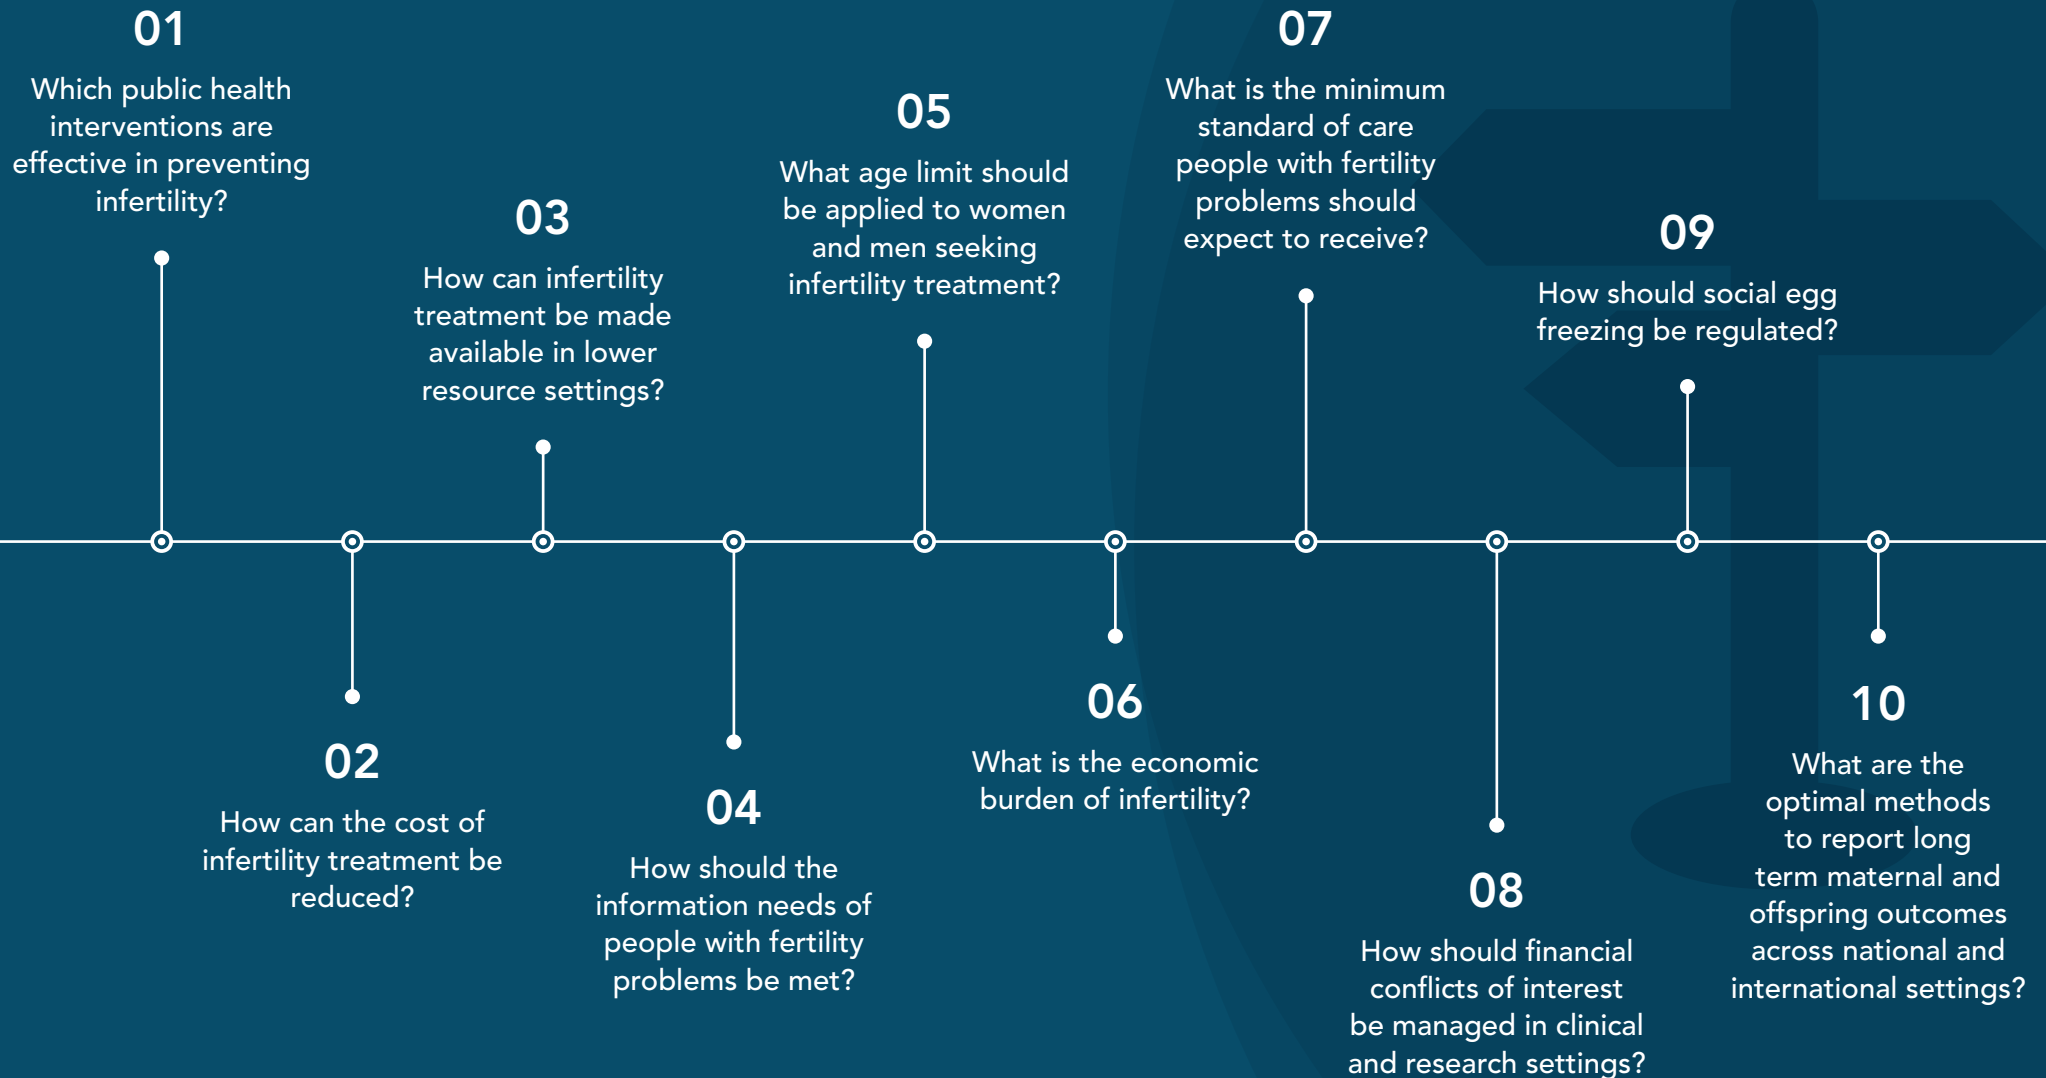 01
Which public health
interventions are
effective in preventing
infertility?
02
How can the cost of
infertility treatment be
reduced?
03
How can infertility
treatment be made
available in lower
resource settings?
04
How should the
information needs of
people with fertility
problems be met?
05
What age limit should
be applied to women
and men seeking
infertility treatment?
06
What is the economic
burden of infertility?
07
What is the minimum
standard of care
people with fertility
problems should
expect to receive?
08
How should financial
conflicts of interest
be managed in clinical
and research settings?
09
How should social egg
freezing be regulated?
10
What are the
optimal methods
to report long
term maternal and
offspring outcomes
across national and
international settings?